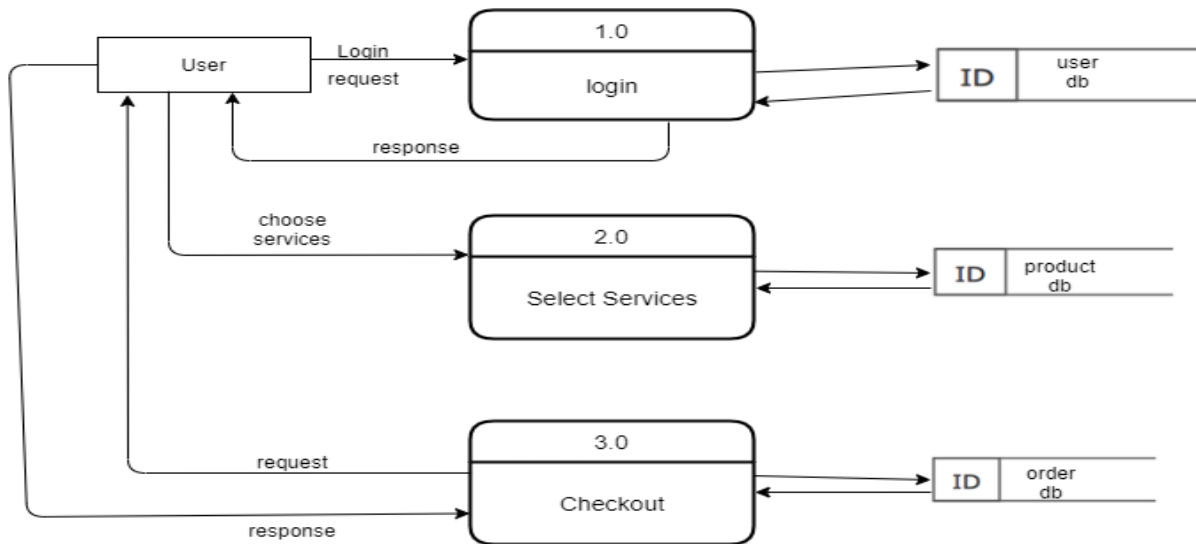 User
Login
request
1.0
login
ID
user
db
response
choose
services
2.0
Select Services
ID
product
db
3.0
Checkout
request
response
ID
order
db